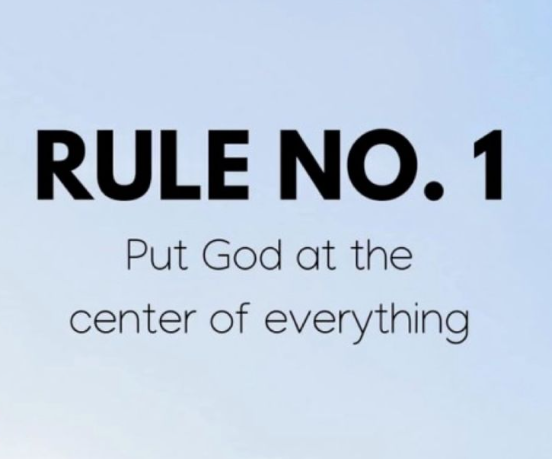 RULE NO. 1
Put God at the
center of everything